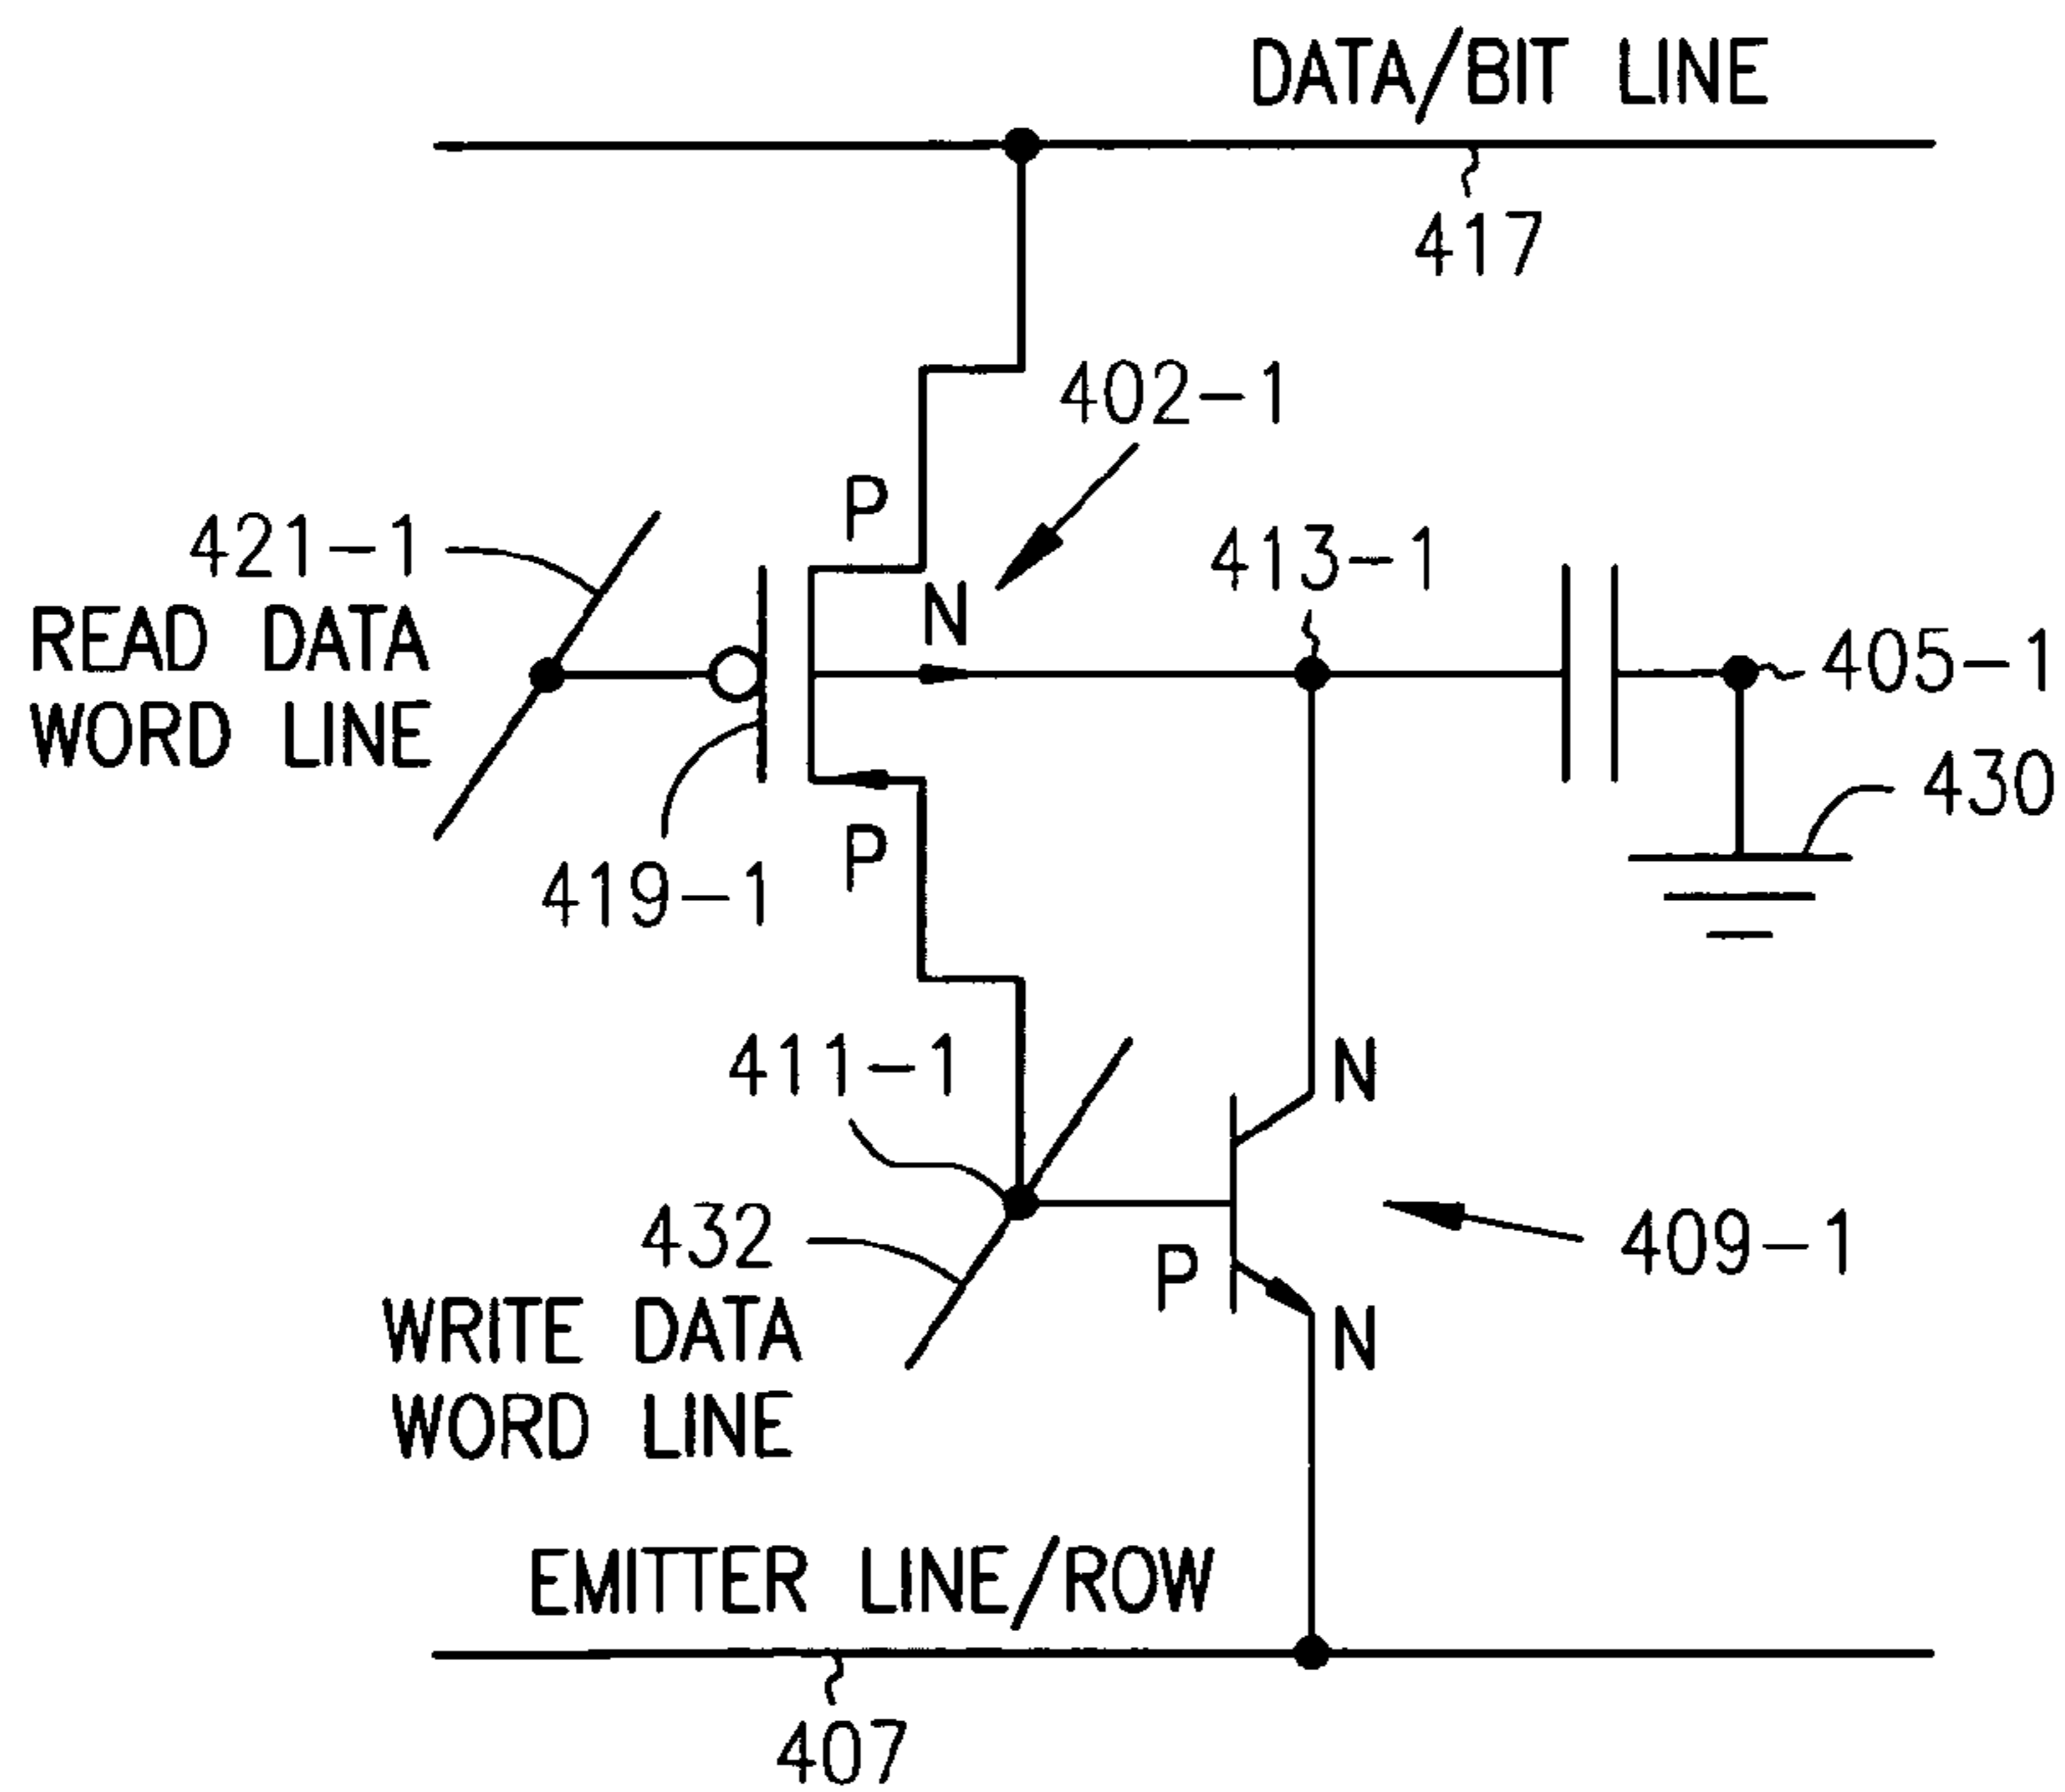 DATA/BIT LINE
417
402-1
P
421-1
N
413-1
READ DATA
WORD LINE
405-1
430
419-1
P
411-1
N
432
P
409-1
WRITE DATA
WORD LINE
N
EMITTER LINE/ROW
407